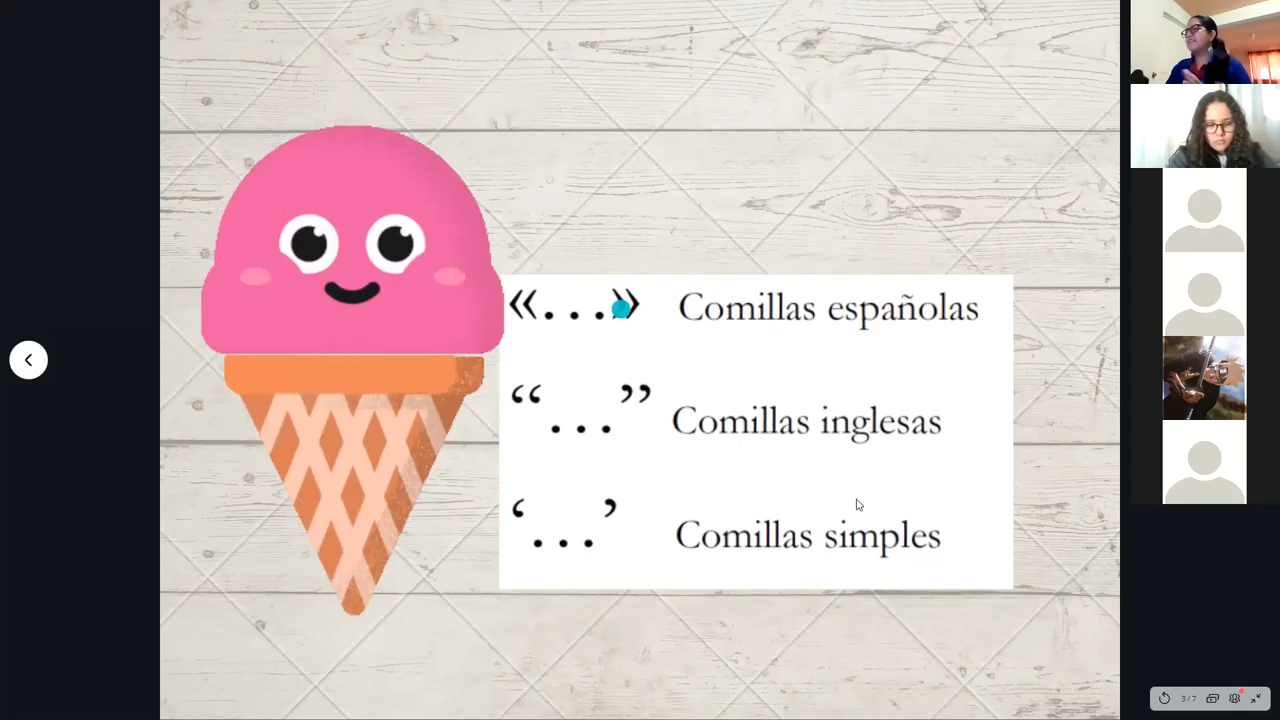 «...» Comillas españolas
“...” Comillas inglesas
‘...’ Comillas simples
3/7